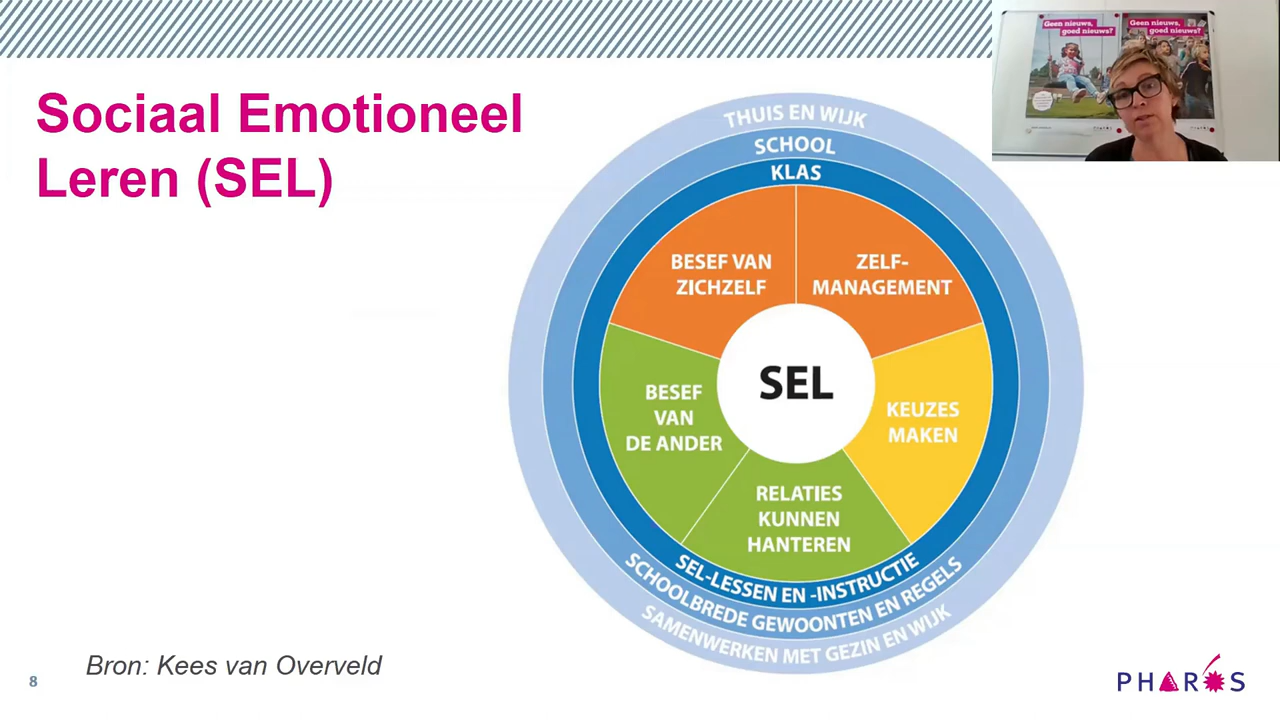 Sociaal Emotioneel
Leren (SEL)
Geen nieuws,
goed nieuws?
Geen nieuws,
goed nieuws?
THUIS EN WIJK
SCHOOL
KLAS
BESEF VAN
ZICHZELF
ZELF-
MANAGEMENT
SEL
BESEF
VAN
DE ANDER
KEUZES
MAKEN
RELATIES
KUNNEN
HANTEREN
SEL-LESSEN EN -INSTRUCTIE
SCHOOLBREDE GEWOONTEN EN REGELS
SAMENWERKEN MET GEZIN EN WIJK
Bron: Kees van Overveld
8
PHAROS